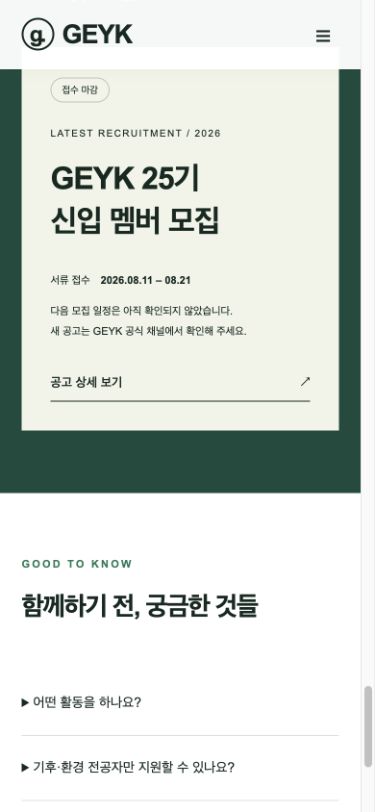 g. GEYK
접수 마감
LATEST RECRUITMENT / 2026
GEYK 25기
신입 멤버 모집
서류 접수 2026.08.11 – 08.21
다음 모집 일정은 아직 확인되지 않았습니다.
새 공고는 GEYK 공식 채널에서 확인해 주세요.
공고 상세 보기 ↗
GOOD TO KNOW
함께하기 전, 궁금한 것들
▶ 어떤 활동을 하나요?
▶ 기후·환경 전공자만 지원할 수 있나요?